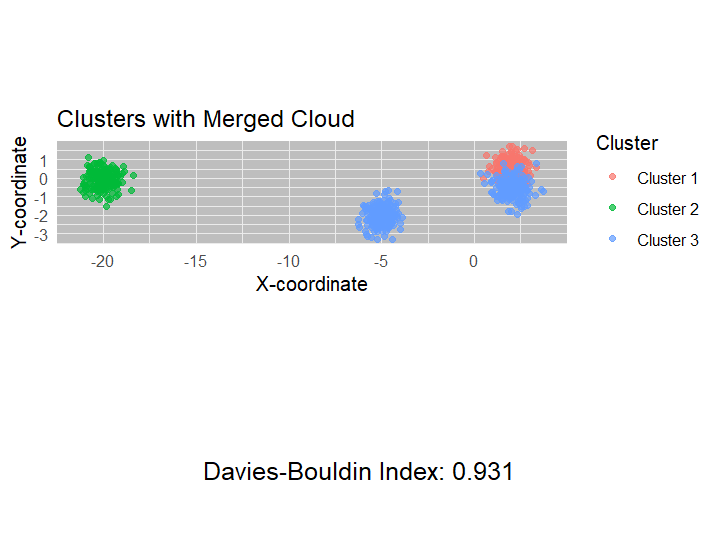 Clusters with Merged Cloud
Y-coordinate
1
0
-1
-2
-3
-20
-15
-10
-5
0
X-coordinate
Cluster
Cluster 1
Cluster 2
Cluster 3
Davies-Bouldin Index: 0.931